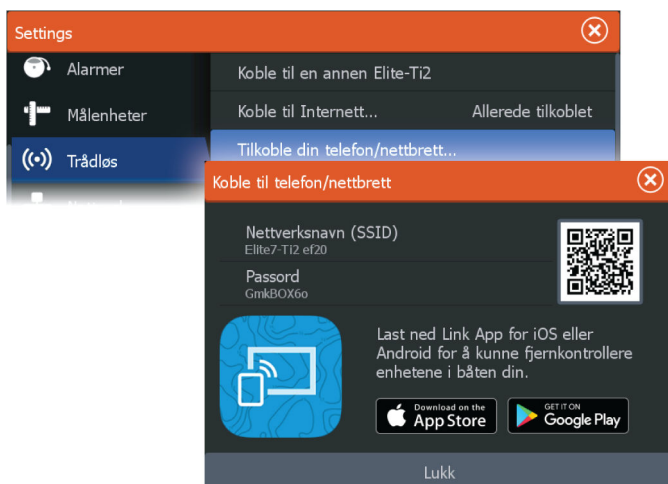 Settings
Alarmer
Målenheter
Trådløs
Koble til en annen Elite-Ti2
Koble til Internett... Allerede tilkoblet
Tilkoble din telefon/nettbrett...
Koble til telefon/nettbrett
Nettverksnavn (SSID)
Elite7-Ti2 ef20
Passord
GmkBOX6o
Last ned Link App for iOS eller
Android for å kunne fjernkontrollere
enhetene i båten din.
Download on the
App Store
GET IT ON
Google Play
Lukk